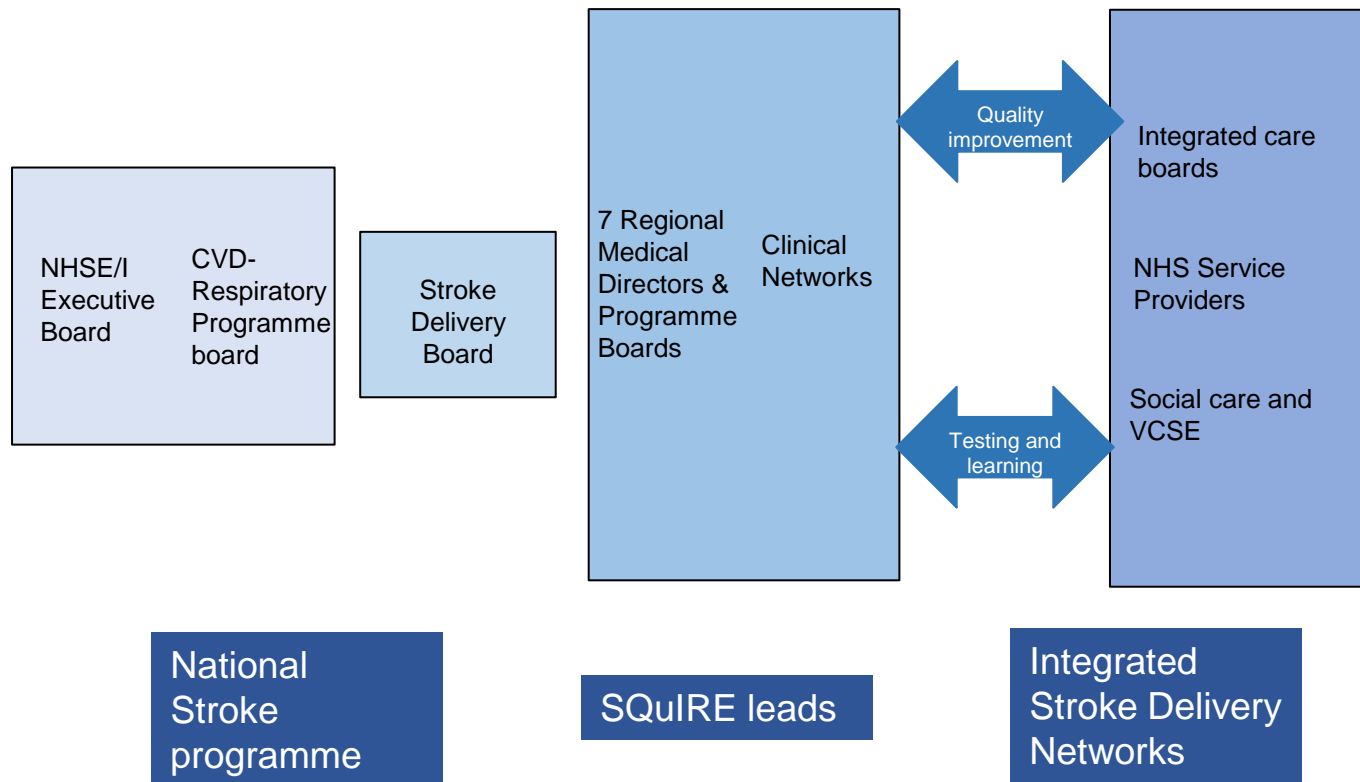 NHSE/I
Executive
Board
CVD-
Respiratory
Programme
board
Stroke
Delivery
Board
7 Regional
Medical
Directors &
Programme
Boards
Clinical
Networks
Quality
improvement
Testing and
learning
Integrated care
boards
NHS Service
Providers
Social care and
VCSE
National
Stroke
programme
SQuIRE leads
Integrated
Stroke Delivery
Networks